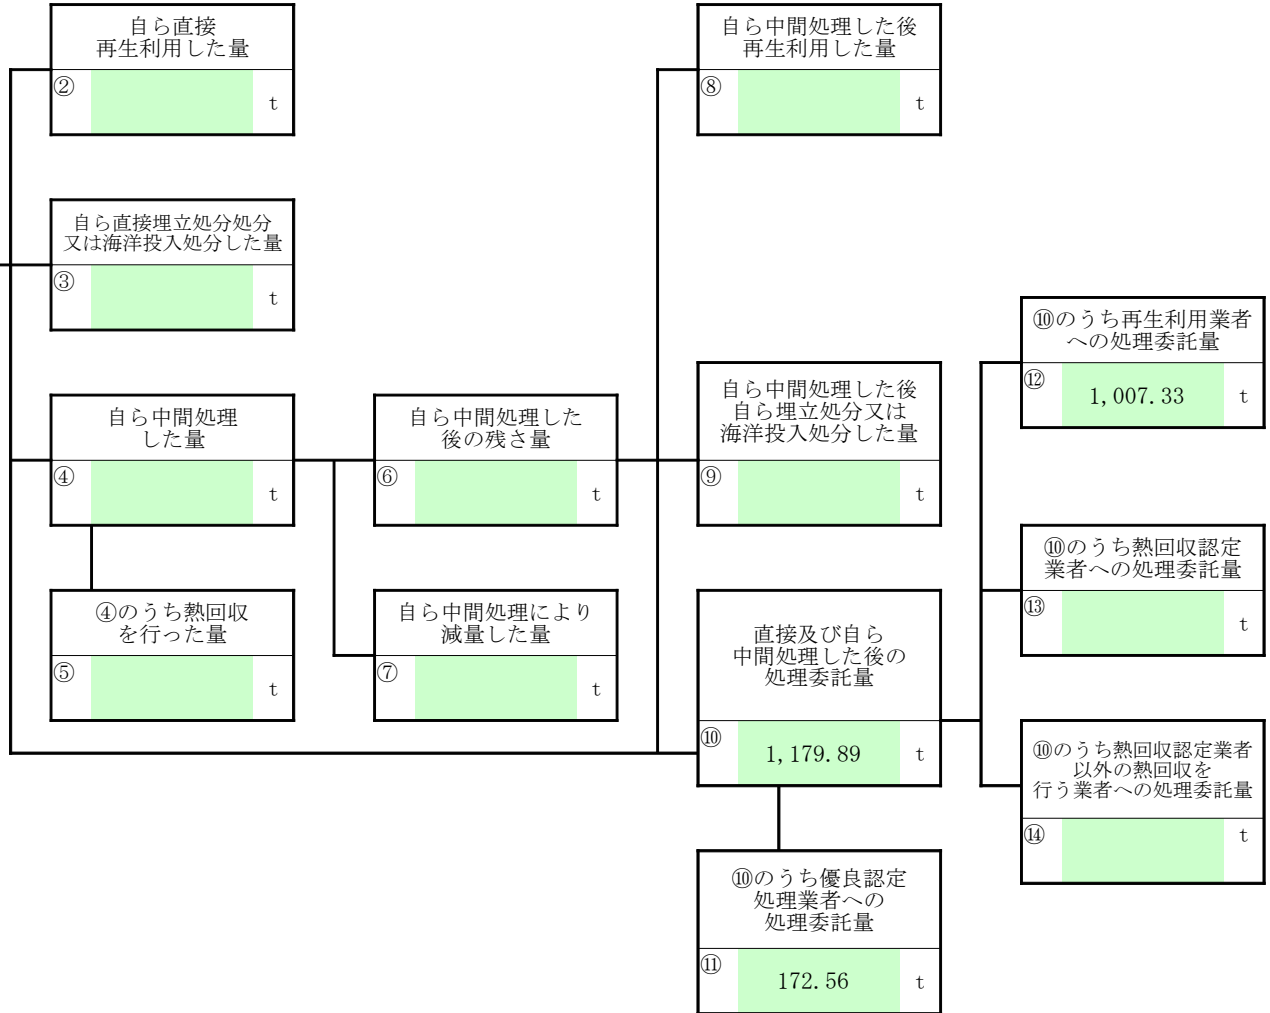 自ら直接
再生利用した量
②
t
自ら中間処理した後
再生利用した量
⑧
t
自ら直接埋立処分処分
又は海洋投入処分した量
③
t
⑩のうち再生利用業者
への処理委託量
⑫
1,007.33
t
自ら中間処理
した量
④
t
自ら中間処理した
後の残さ量
⑥
t
自ら中間処理した後
自ら埋立処分又は
海洋投入処分した量
⑨
t
⑩のうち熱回収認定
業者への処理委託量
⑬
t
④のうち熱回収
を行った量
⑤
t
自ら中間処理により
減量した量
⑦
t
直接及び自ら
中間処理した後の
処理委託量
⑩
1,179.89
t
⑩のうち熱回収認定業者
以外の熱回収を
行う業者への処理委託量
⑭
t
⑩のうち優良認定
処理業者への
処理委託量
⑪
172.56
t